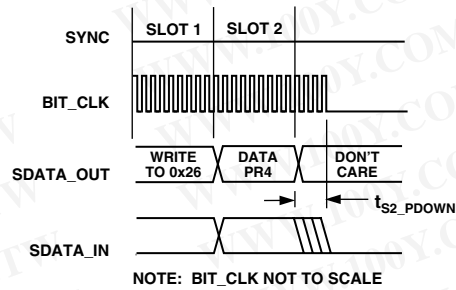 SYNC
SLOT 1 SLOT 2
BIT_CLK
SDATA_OUT
WRITE TO 0x26
DATA PR4
DON'T CARE
tS2_PDOWN
SDATA_IN
NOTE: BIT_CLK NOT TO SCALE